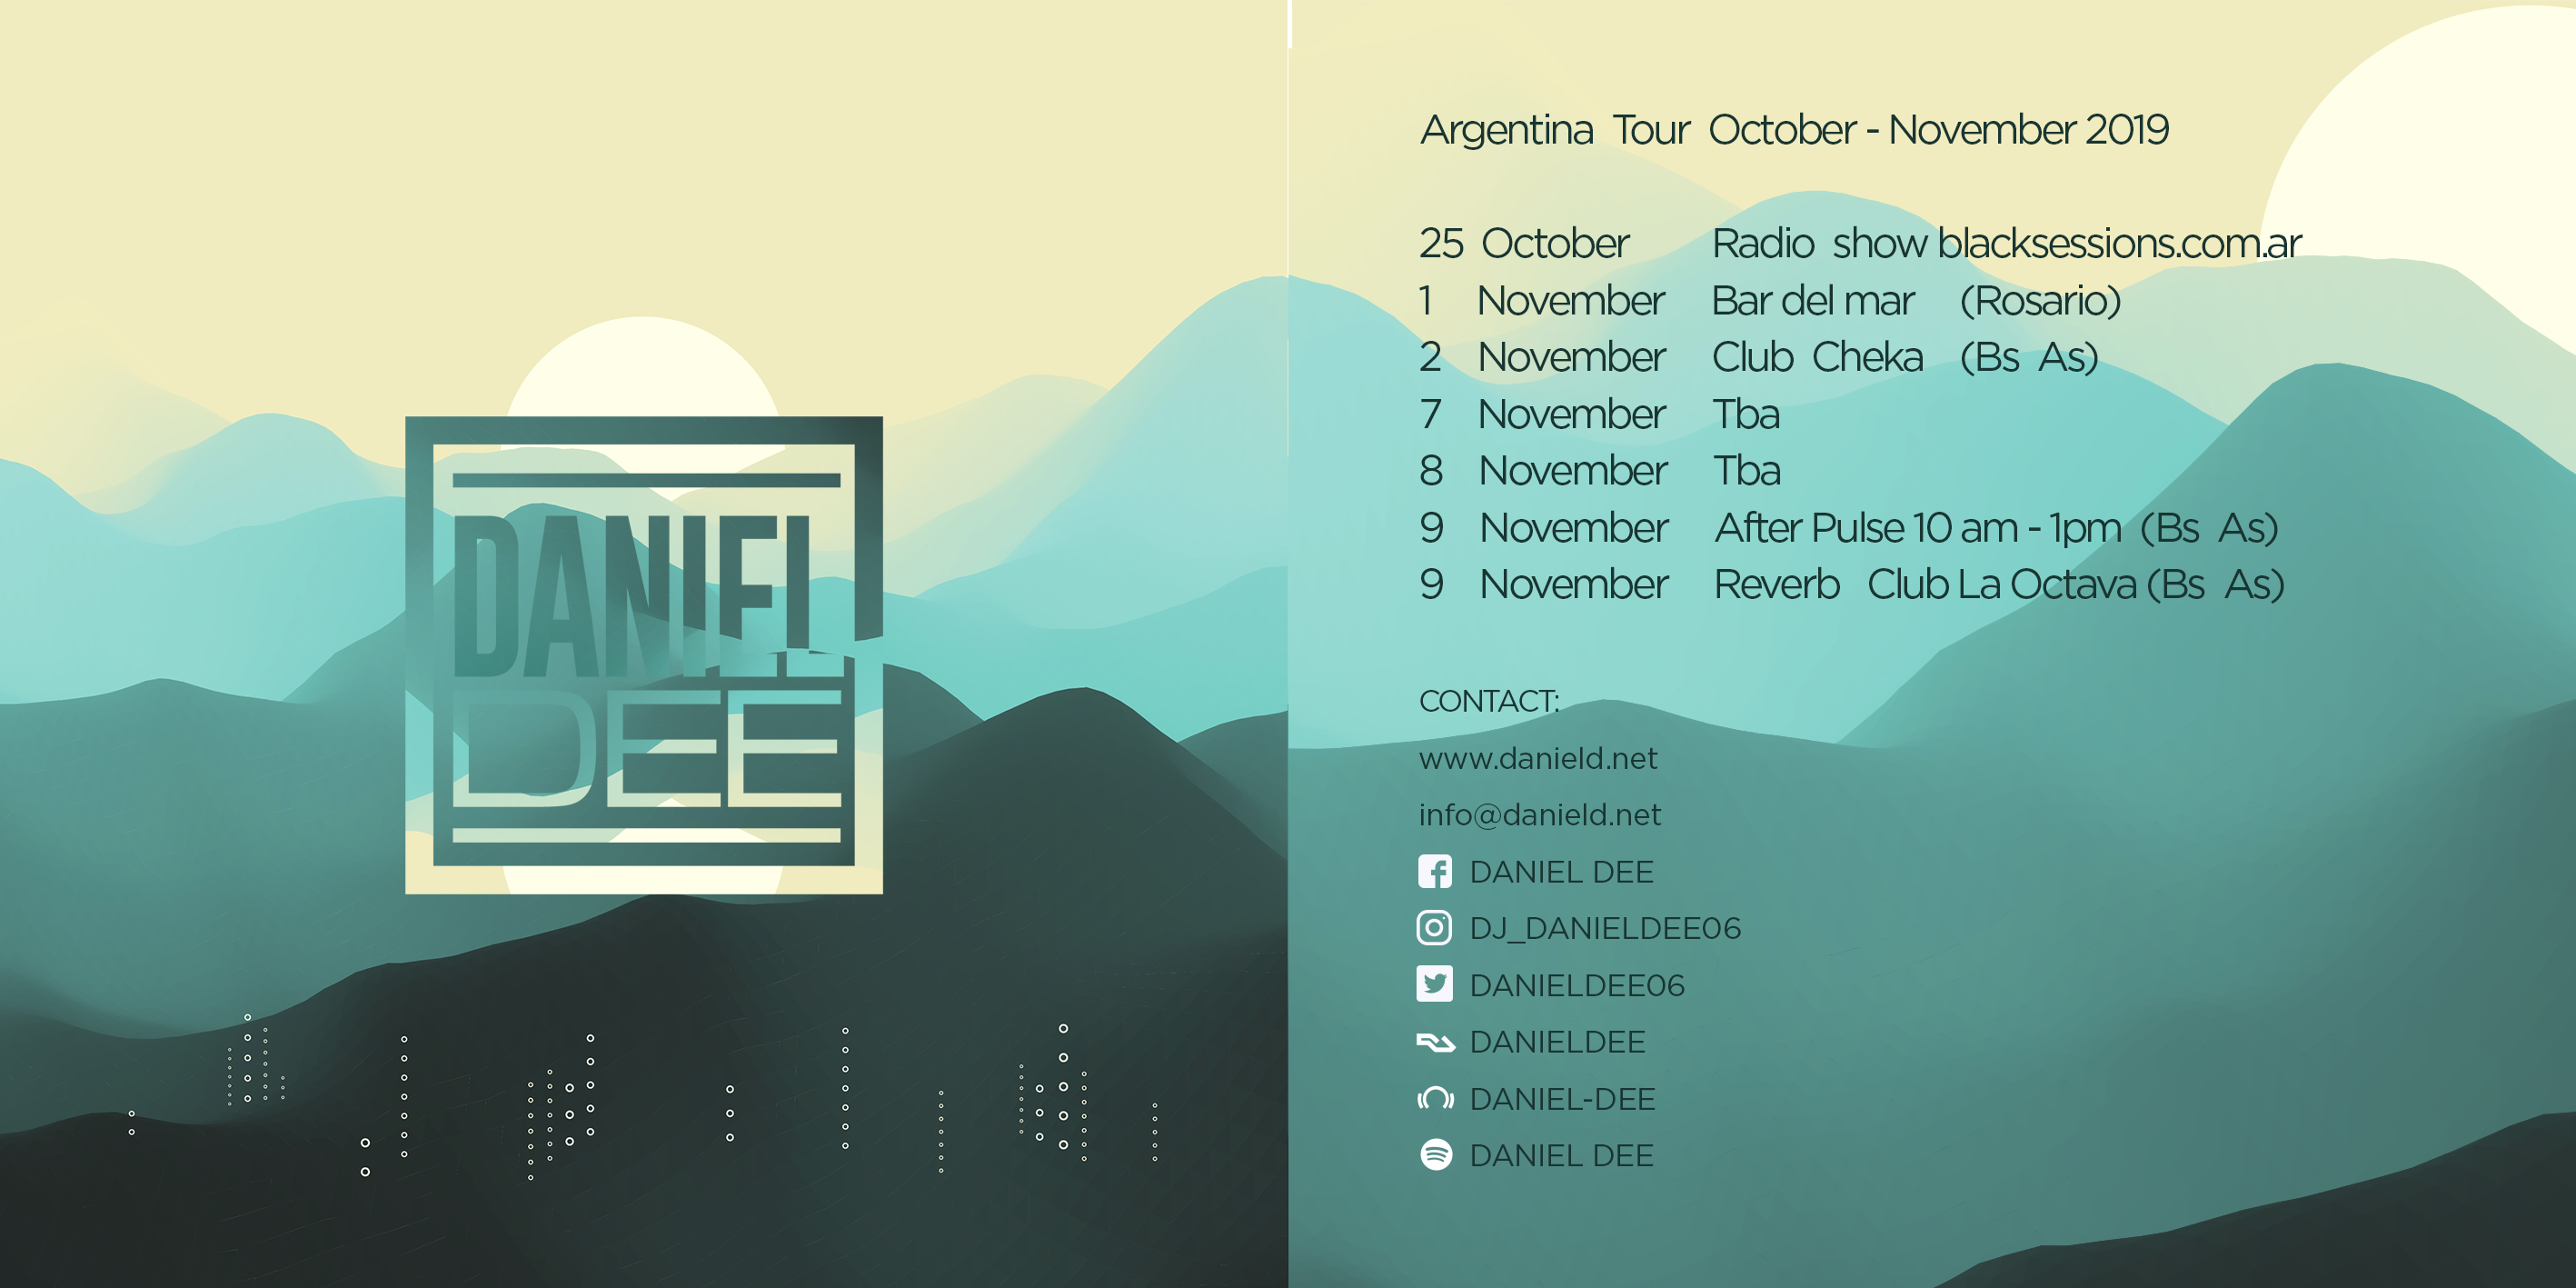 DANIEL
DEE
Argentina Tour October - November 2019
25 October Radio show blacksessions.com.ar
1 November Bar del mar (Rosario)
2 November Club Cheka (Bs As)
7 November Tba
8 November Tba
9 November After Pulse 10 am - 1pm (Bs As)
9 November Reverb Club La Octava (Bs As)
CONTACT:
www.danield.net
info@danield.net
DANIEL DEE
DJ_DANIELDEE06
DANIELDEE06
DANIELDEE
DANIEL-DEE
DANIEL DEE